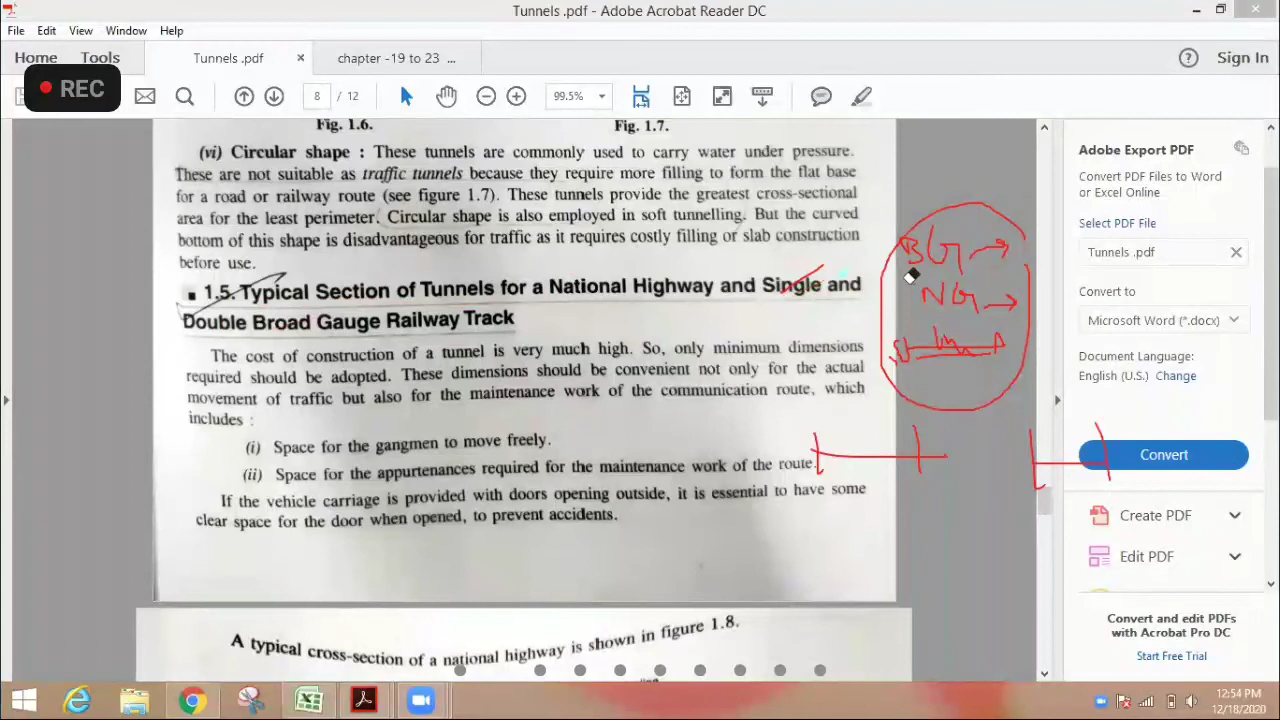 Tunnels .pdf - Adobe Acrobat Reader DC
File Edit View Window Help
Home Tools Tunnels .pdf × chapter -19 to 23 ... Sign In
REC
8 / 12 99.5%
Fig. 1.6. Fig. 1.7.
(vi) Circular shape : These tunnels are commonly used to carry water under pressure.
These are not suitable as traffic tunnels because they require more filling to form the flat base
for a road or railway route (see figure 1.7). These tunnels provide the greatest cross-sectional
area for the least perimeter. Circular shape is also employed in soft tunnelling. But the curved
bottom of this shape is disadvantageous for traffic as it requires costly filling or slab construction
before use.
■ 1.5. Typical Section of Tunnels for a National Highway and Single and
Double Broad Gauge Railway Track
The cost of construction of a tunnel is very much high. So, only minimum dimensions
required should be adopted. These dimensions should be convenient not only for the actual
movement of traffic but also for the maintenance work of the communication route, which
includes :
(i) Space for the gangmen to move freely.
(ii) Space for the appurtenances required for the maintenance work of the route.
If the vehicle carriage is provided with doors opening outside, it is essential to have some
clear space for the door when opened, to prevent accidents.
A typical cross-section of a national highway is shown in figure 1.8.
BG →
NG →
Adobe Export PDF
Convert PDF Files to Word
or Excel Online
Select PDF File
Tunnels .pdf
Convert to
Microsoft Word (*.docx)
Document Language:
English (U.S.) Change
Convert
Create PDF
Edit PDF
Convert and edit PDFs
with Acrobat Pro DC
Start Free Trial
12:54 PM
12/18/2020